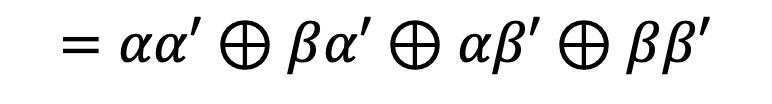 = αα′ ⊕ βα′ ⊕ αβ′ ⊕ ββ′